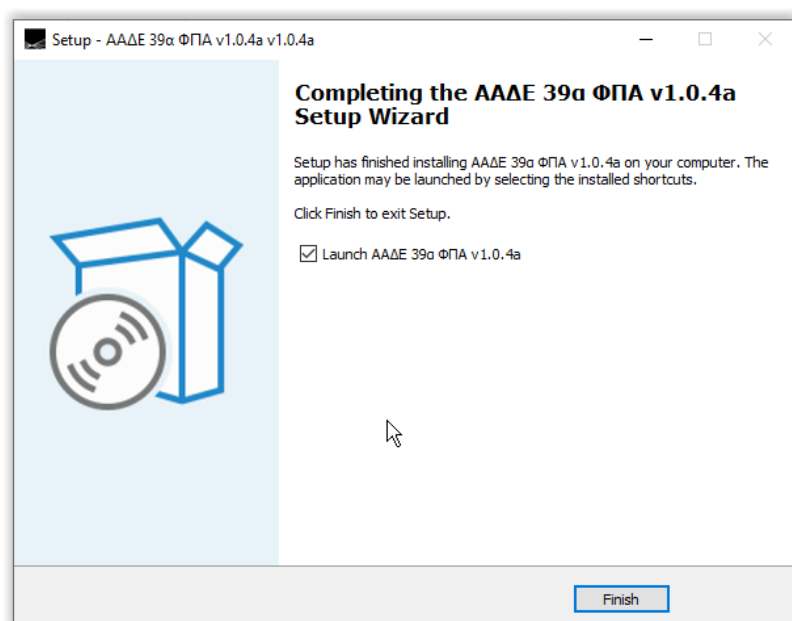 Setup - ΑΑΔΕ 39α ΦΠΑ v1.0.4a v1.0.4a
Completing the ΑΑΔΕ 39α ΦΠΑ v1.0.4a
Setup Wizard
Setup has finished installing ΑΑΔΕ 39α ΦΠΑ v1.0.4a on your computer. The
application may be launched by selecting the installed shortcuts.
Click Finish to exit Setup.
Launch ΑΑΔΕ 39α ΦΠΑ v1.0.4a
Finish